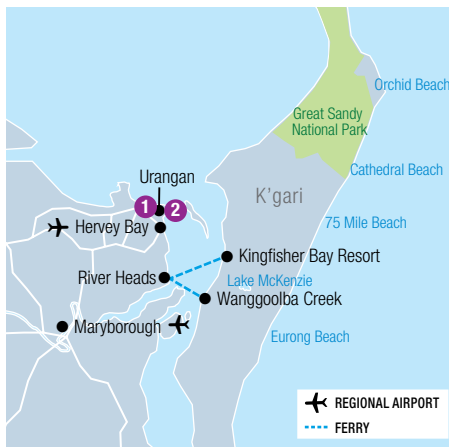 Orchid Beach
Great Sandy
National Park
Cathedral Beach
Urangan
K'gari
1 2
75 Mile Beach
Hervey Bay
Kingfisher Bay Resort
River Heads
Lake McKenzie
Wanggoolba Creek
Maryborough
Eurong Beach
REGIONAL AIRPORT
FERRY